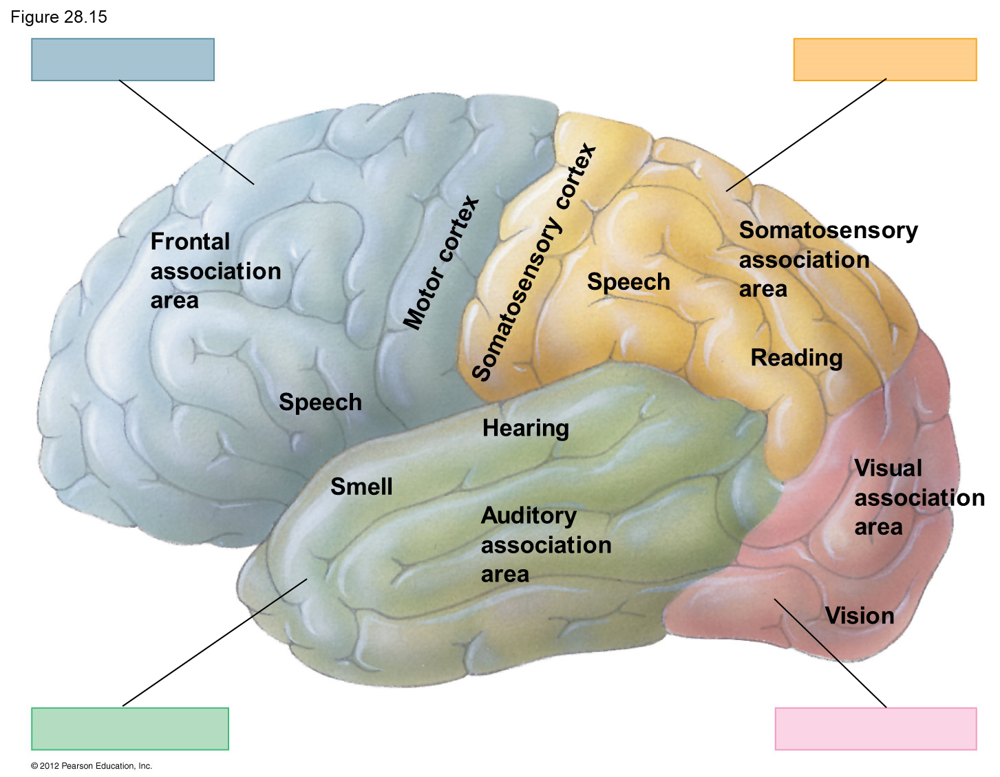 Figure 28.15
Frontal
association
area
Motor cortex
Somatosensory cortex
Somatosensory
association
area
Speech
Reading
Speech
Hearing
Smell
Auditory
association
area
Visual
association
area
Vision
© 2012 Pearson Education, Inc.